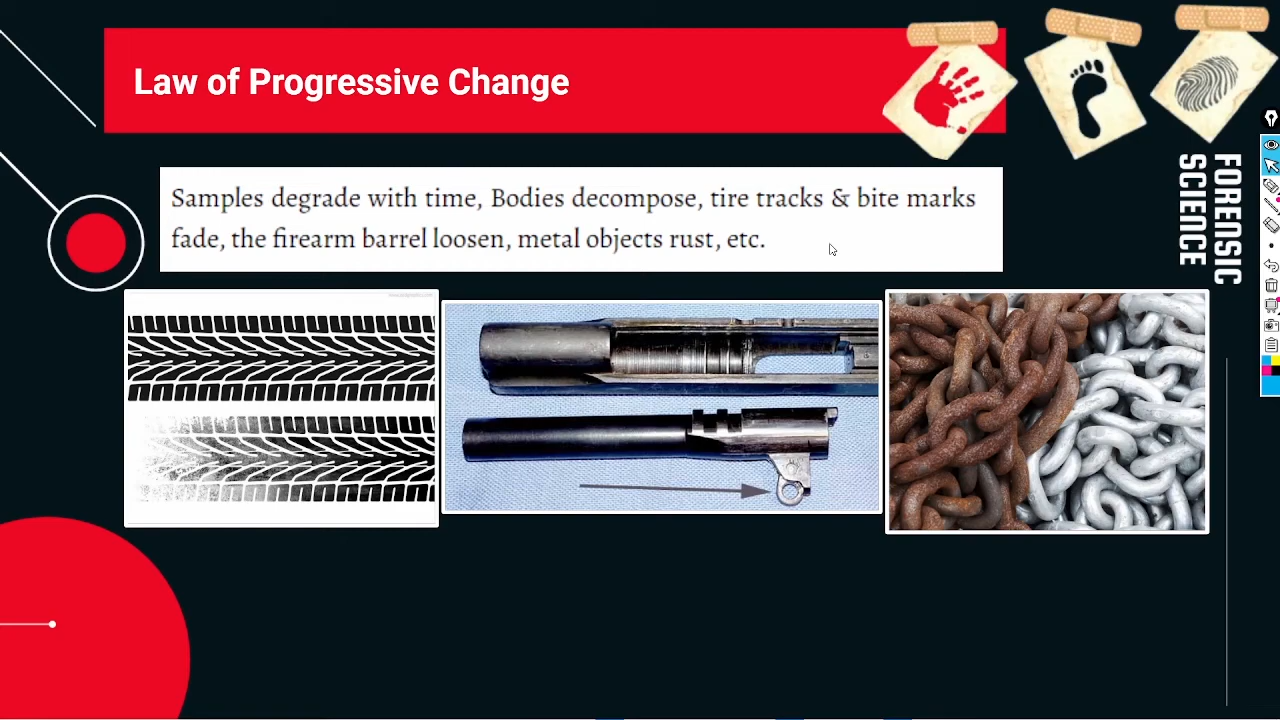 Law of Progressive Change
Samples degrade with time, Bodies decompose, tire tracks & bite marks
fade, the firearm barrel loosen, metal objects rust, etc.
FORENSIC
SCIENCE